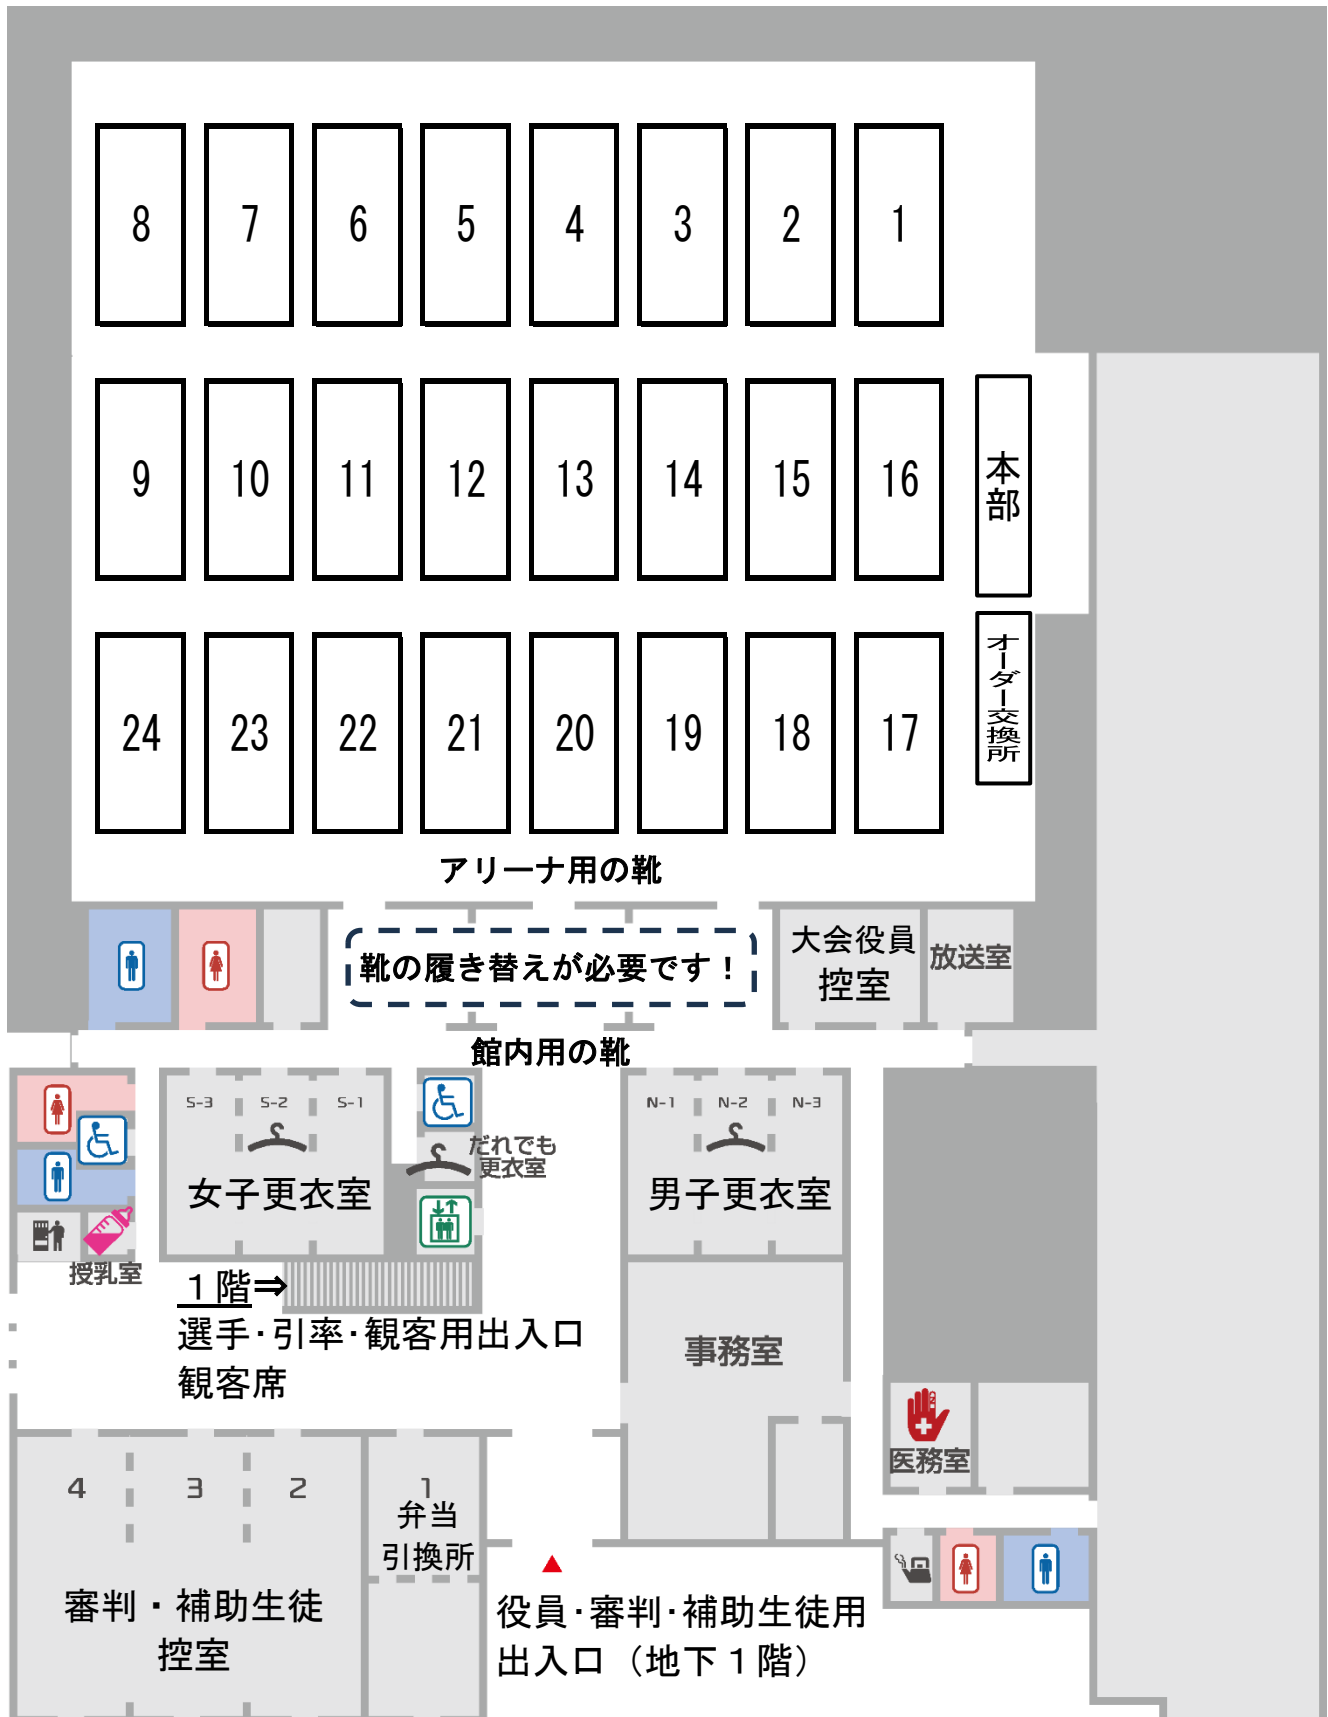 8 7 6 5 4 3 2 1
9 10 11 12 13 14 15 16
本部
24 23 22 21 20 19 18 17
オーダー交換所
アリーナ用の靴
靴の履き替えが必要です！
大会役員
控室
放送室
館内用の靴
S-3 S-2 S-1
女子更衣室
だれでも
更衣室
N-1 N-2 N-3
男子更衣室
授乳室
１階⇒
選手・引率・観客用出入口
観客席
事務室
医務室
4 3 2 1
弁当
引換所
審判・補助生徒
控室
役員・審判・補助生徒用
出入口（地下１階）